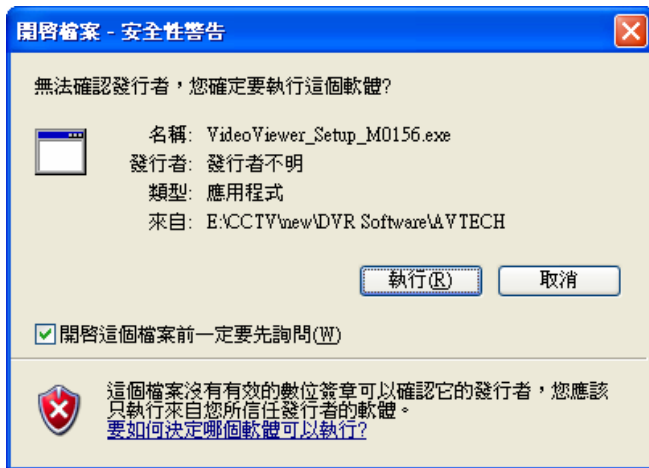 開啓檔案 - 安全性警告
無法確認發行者，您確定要執行這個軟體?
名稱: VideoViewer_Setup_M0156.exe
發行者: 發行者不明
類型: 應用程式
來自: E:\CCTV\new\DVR Software\AVTECH
執行(R) 取消
開啓這個檔案前一定要先詢問(W)
這個檔案沒有有效的數位簽章可以確認它的發行者，您應該
只執行來自您所信任發行者的軟體。
要如何決定哪個軟體可以執行?